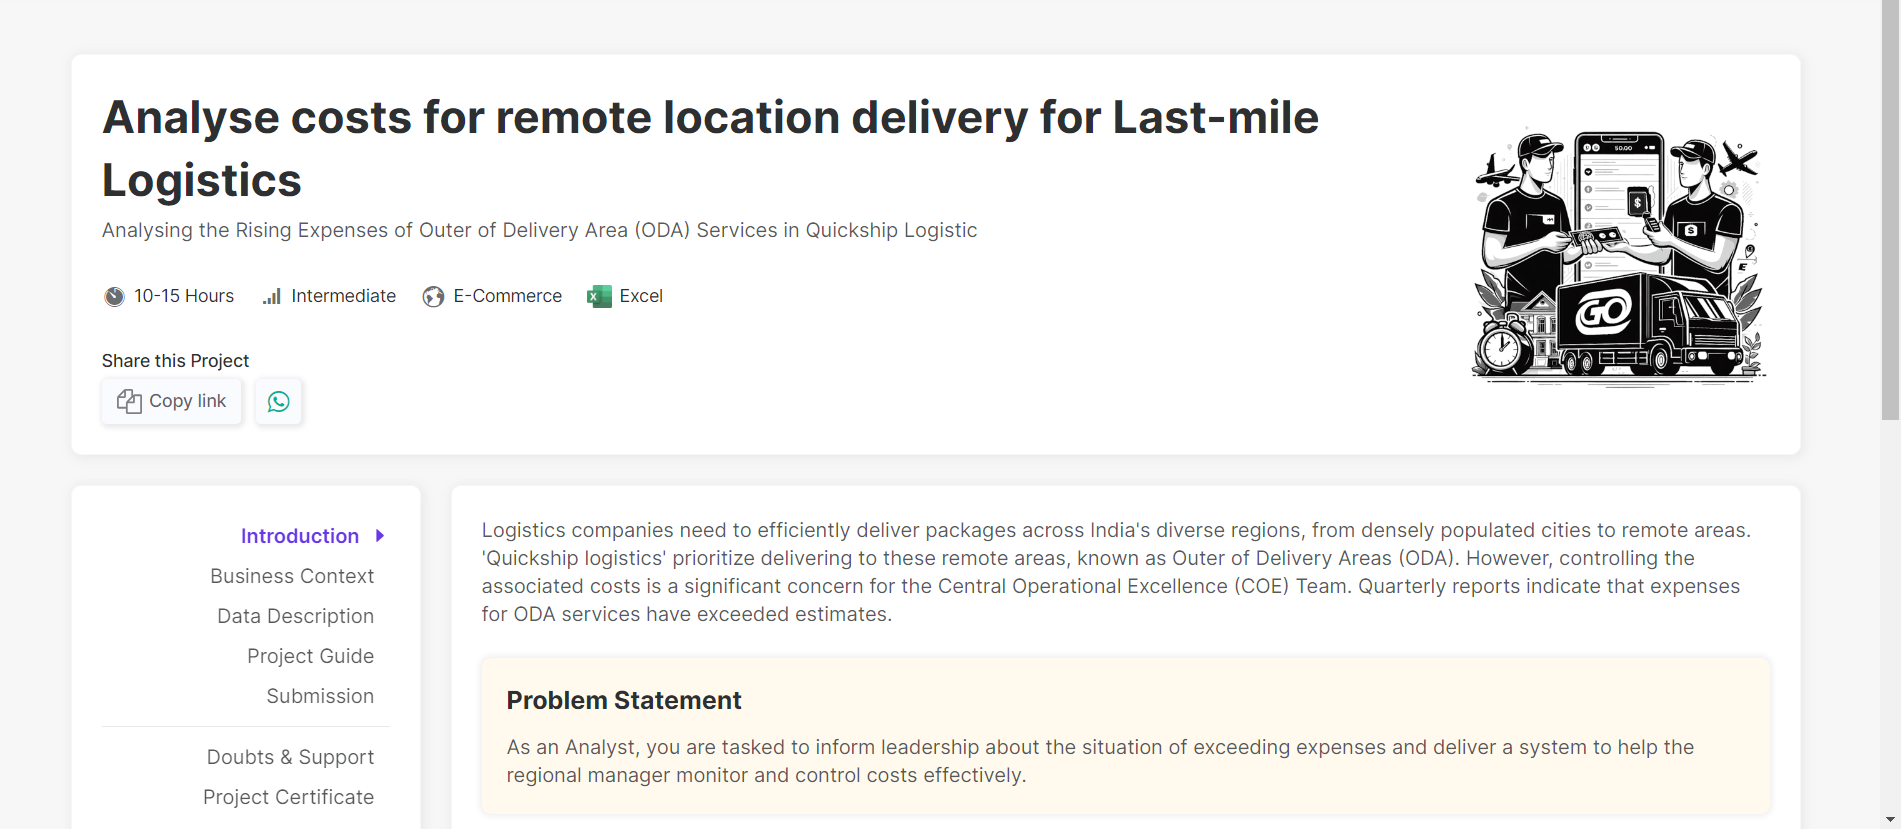 Analyse costs for remote location delivery for Last-mile
Logistics
Analysing the Rising Expenses of Outer of Delivery Area (ODA) Services in Quickship Logistic
10-15 Hours
Intermediate
E-Commerce
Excel
Share this Project
Copy link
50.00
$
$
E
GO
Introduction
Business Context
Data Description
Project Guide
Submission
Doubts & Support
Project Certificate
Logistics companies need to efficiently deliver packages across India's diverse regions, from densely populated cities to remote areas.
'Quickship logistics' prioritize delivering to these remote areas, known as Outer of Delivery Areas (ODA). However, controlling the
associated costs is a significant concern for the Central Operational Excellence (COE) Team. Quarterly reports indicate that expenses
for ODA services have exceeded estimates.
Problem Statement
As an Analyst, you are tasked to inform leadership about the situation of exceeding expenses and deliver a system to help the
regional manager monitor and control costs effectively.